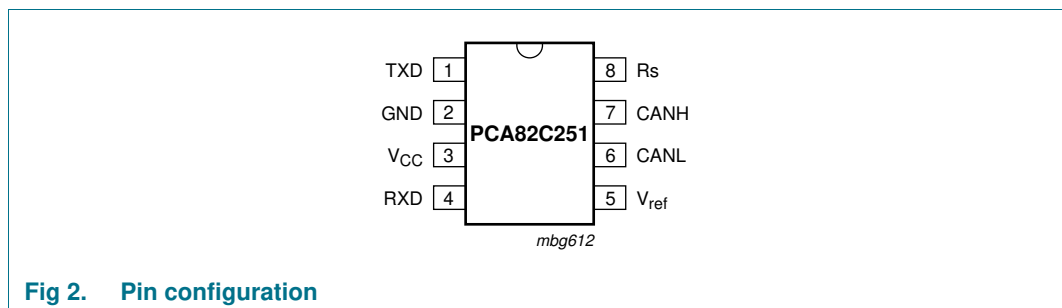 TXD 1 8 Rs
GND 2 7 CANH
PCA82C251
VCC 3 6 CANL
RXD 4 5 Vref
mbg612
Fig 2. Pin configuration